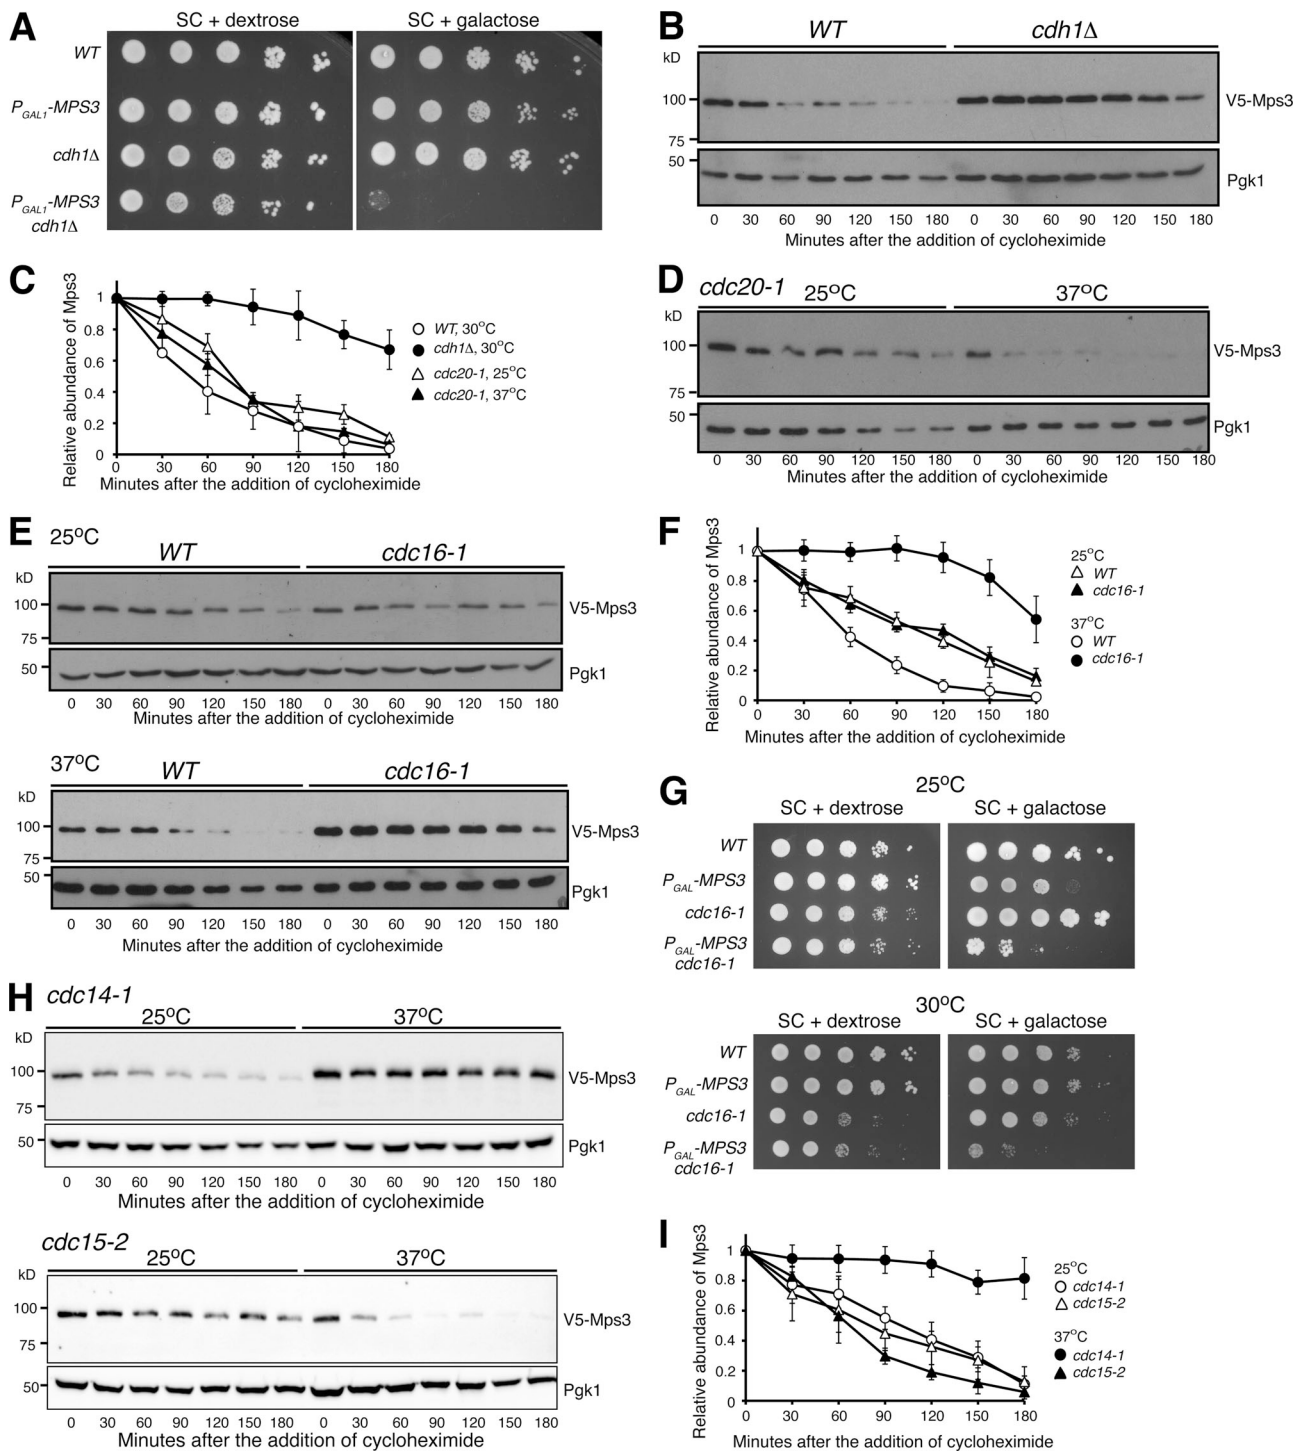 A
SC + dextrose SC + galactose
WT
PGAL1-MPS3
cdh1Δ
PGAL1-MPS3
cdh1Δ
B
WT cdh1Δ
kD
100
75
50
V5-Mps3
Pgk1
0 30 60 90 120 150 180 0 30 60 90 120 150 180
Minutes after the addition of cycloheximide
C
Relative abundance of Mps3
1
0.8
0.6
0.4
0.2
0
0 30 60 90 120 150 180
Minutes after the addition of cycloheximide
WT, 30°C
cdh1Δ, 30°C
cdc20-1, 25°C
cdc20-1, 37°C
D
cdc20-1 25°C 37°C
kD
100
75
50
V5-Mps3
Pgk1
0 30 60 90 120 150 180 0 30 60 90 120 150 180
Minutes after the addition of cycloheximide
E
25°C
WT cdc16-1
kD
100
75
50
V5-Mps3
Pgk1
0 30 60 90 120 150 180 0 30 60 90 120 150 180
Minutes after the addition of cycloheximide
37°C
WT cdc16-1
kD
100
75
50
V5-Mps3
Pgk1
0 30 60 90 120 150 180 0 30 60 90 120 150 180
Minutes after the addition of cycloheximide
F
Relative abundance of Mps3
1
0.8
0.6
0.4
0.2
0
0 30 60 90 120 150 180
Minutes after the addition of cycloheximide
25°C
WT
cdc16-1
37°C
WT
cdc16-1
G
25°C
SC + dextrose SC + galactose
WT
PGAL-MPS3
cdc16-1
PGAL-MPS3
cdc16-1
30°C
SC + dextrose SC + galactose
WT
PGAL-MPS3
cdc16-1
PGAL-MPS3
cdc16-1
H
cdc14-1
25°C 37°C
kD
100
75
50
V5-Mps3
Pgk1
0 30 60 90 120 150 180 0 30 60 90 120 150 180
Minutes after the addition of cycloheximide
cdc15-2
25°C 37°C
kD
100
75
50
V5-Mps3
Pgk1
0 30 60 90 120 150 180 0 30 60 90 120 150 180
Minutes after the addition of cycloheximide
I
Relative abundance of Mps3
1
0.8
0.6
0.4
0.2
0
0 30 60 90 120 150 180
Minutes after the addition of cycloheximide
25°C
cdc14-1
cdc15-2
37°C
cdc14-1
cdc15-2